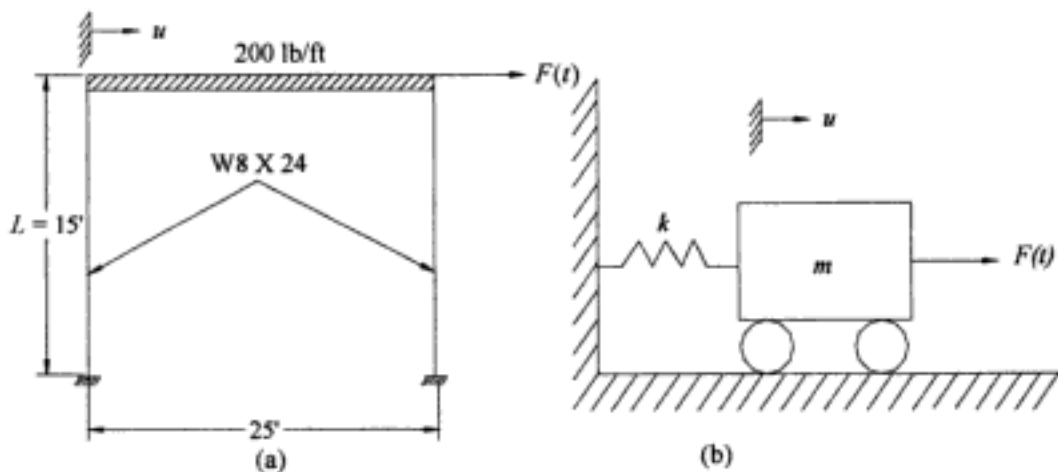 u
200 lb/ft
F(t)
W8 X 24
L = 15'
25'
(a)
u
k
m
F(t)
(b)